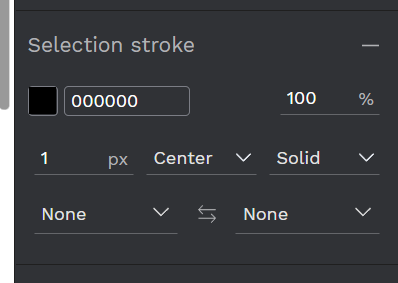 Selection stroke
000000 100 %
1 px Center Solid
None None